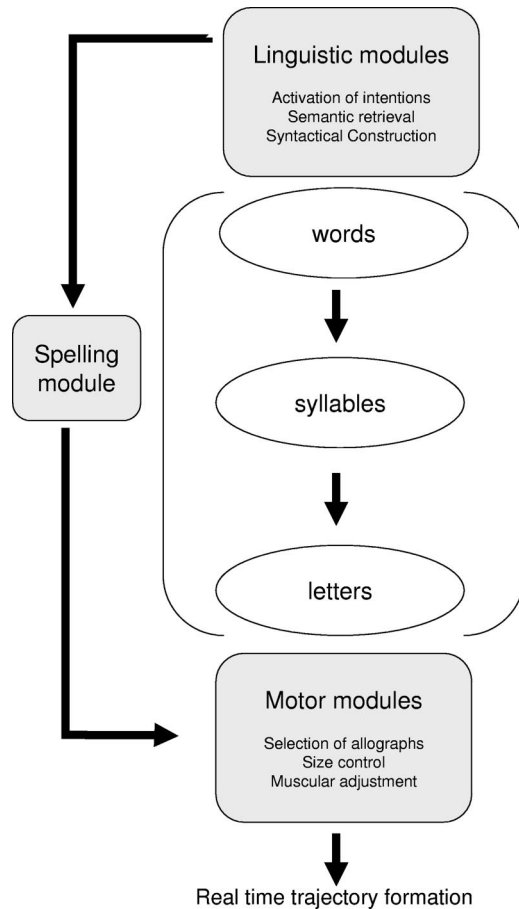 Linguistic modules
Activation of intentions
Semantic retrieval
Syntactical Construction
words
Spelling
module
syllables
letters
Motor modules
Selection of allographs
Size control
Muscular adjustment
Real time trajectory formation